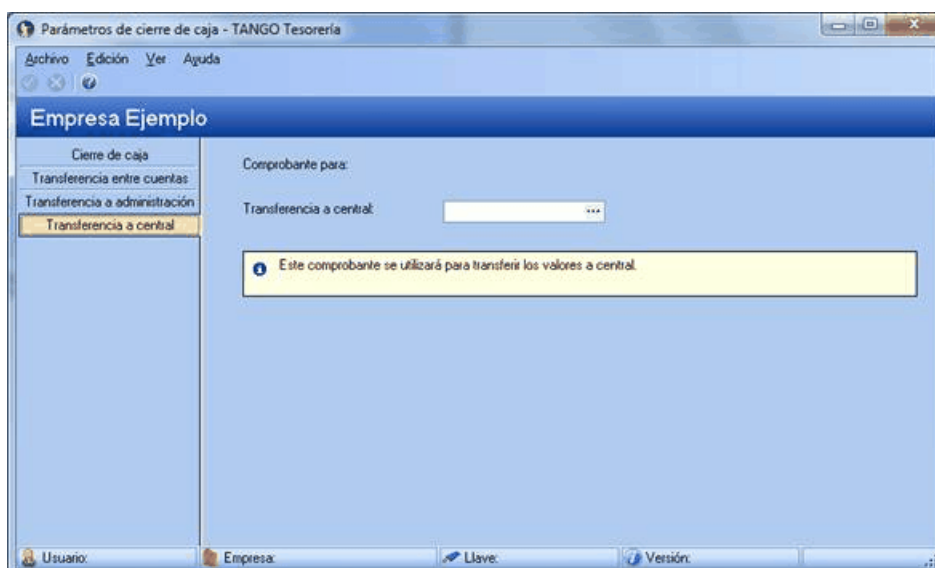 Parámetros de cierre de caja - TANGO Tesorería
Archivo Edición Ver Ayuda
Empresa Ejemplo
Cierre de caja
Transferencia entre cuentas
Transferencia a administración
Transferencia a central
Comprobante para:
Transferencia a central:
...
Este comprobante se utilizará para transferir los valores a central.
Usuario: Empresa: Llave: Versión: